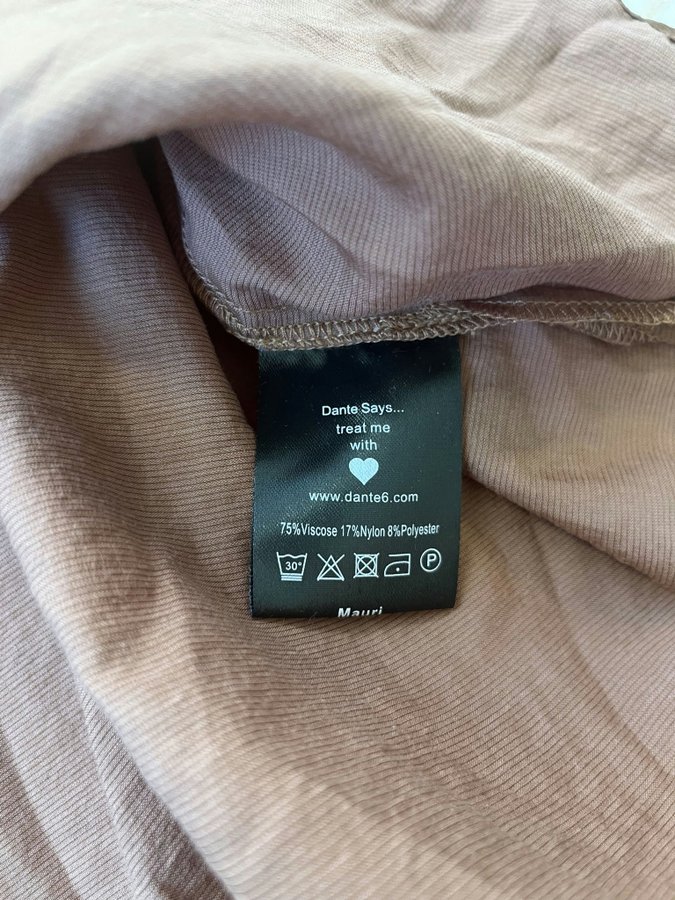 Dante Says...
treat me
with
www.dante6.com
75%Viscose 17%Nylon 8%Polyester
30° P
Mauri